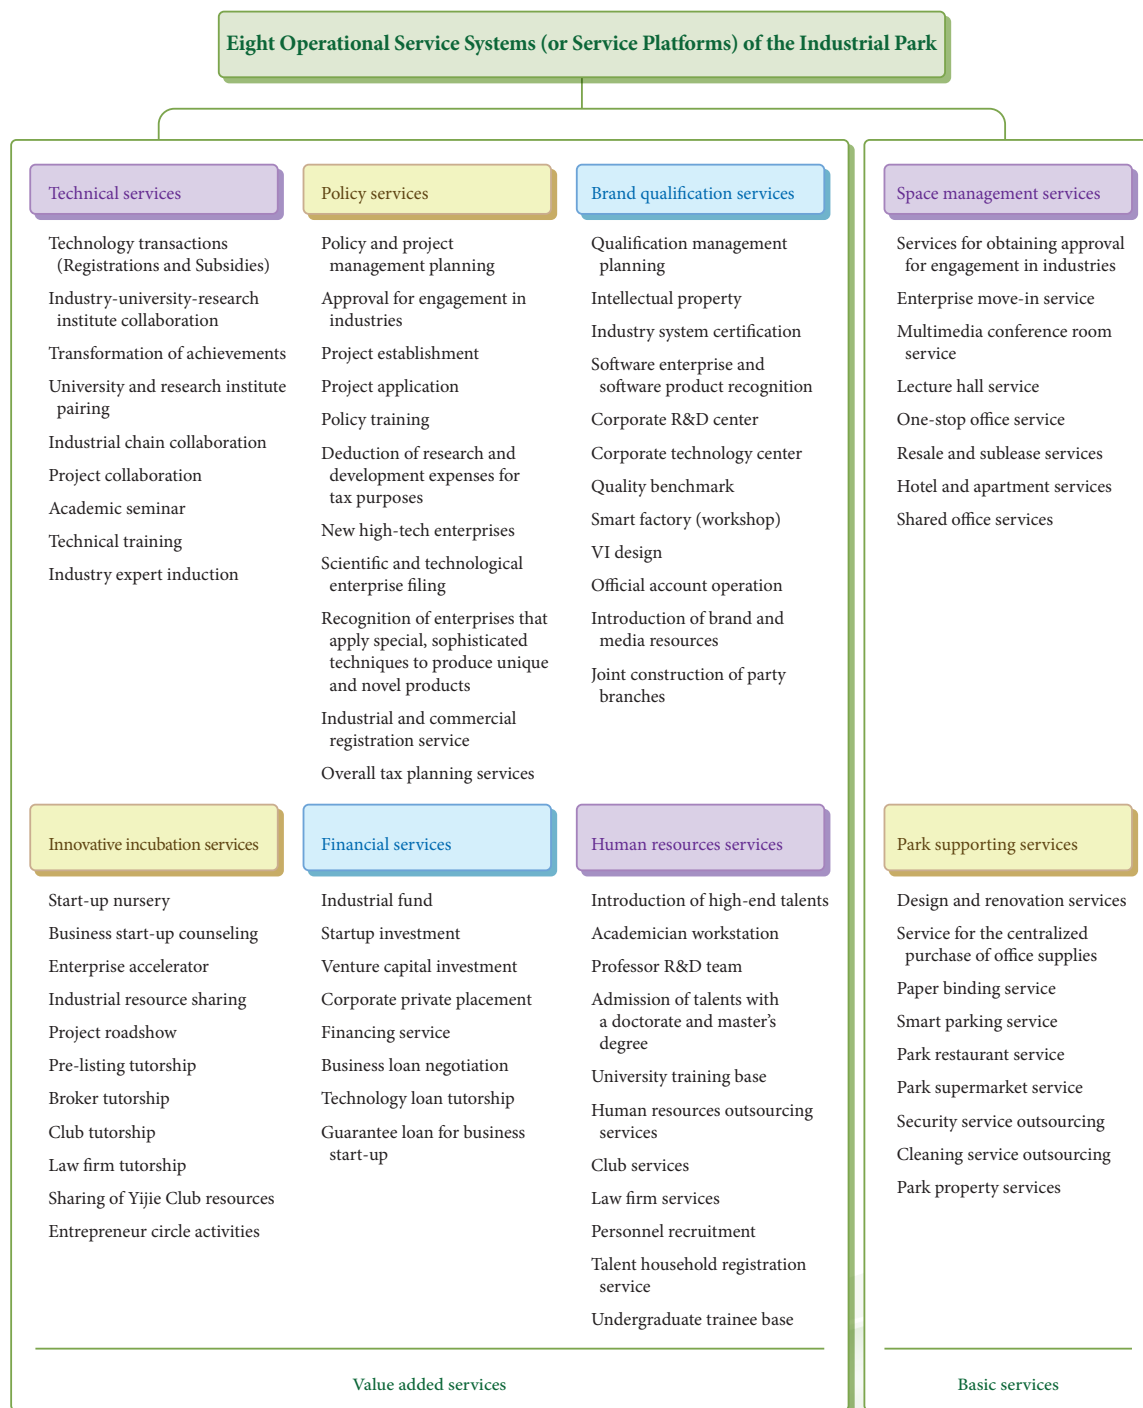 Eight Operational Service Systems (or Service Platforms) of the Industrial Park
Technical services
Technology transactions
(Registrations and Subsidies)
Industry-university-research
institute collaboration
Transformation of achievements
University and research institute
pairing
Industrial chain collaboration
Project collaboration
Academic seminar
Technical training
Industry expert induction
Policy services
Policy and project
management planning
Approval for engagement in
industries
Project establishment
Project application
Policy training
Deduction of research and
development expenses for
tax purposes
New high-tech enterprises
Scientific and technological
enterprise filing
Recognition of enterprises that
apply special, sophisticated
techniques to produce unique
and novel products
Industrial and commercial
registration service
Overall tax planning services
Brand qualification services
Qualification management
planning
Intellectual property
Industry system certification
Software enterprise and
software product recognition
Corporate R&D center
Corporate technology center
Quality benchmark
Smart factory (workshop)
VI design
Official account operation
Introduction of brand and
media resources
Joint construction of party
branches
Space management services
Services for obtaining approval
for engagement in industries
Enterprise move-in service
Multimedia conference room
service
Lecture hall service
One-stop office service
Resale and sublease services
Hotel and apartment services
Shared office services
Innovative incubation services
Start-up nursery
Business start-up counseling
Enterprise accelerator
Industrial resource sharing
Project roadshow
Pre-listing tutorship
Broker tutorship
Club tutorship
Law firm tutorship
Sharing of Yijie Club resources
Entrepreneur circle activities
Financial services
Industrial fund
Startup investment
Venture capital investment
Corporate private placement
Financing service
Business loan negotiation
Technology loan tutorship
Guarantee loan for business
start-up
Human resources services
Introduction of high-end talents
Academician workstation
Professor R&D team
Admission of talents with
a doctorate and master's
degree
University training base
Human resources outsourcing
services
Club services
Law firm services
Personnel recruitment
Talent household registration
service
Undergraduate trainee base
Park supporting services
Design and renovation services
Service for the centralized
purchase of office supplies
Paper binding service
Smart parking service
Park restaurant service
Park supermarket service
Security service outsourcing
Cleaning service outsourcing
Park property services
Value added services
Basic services